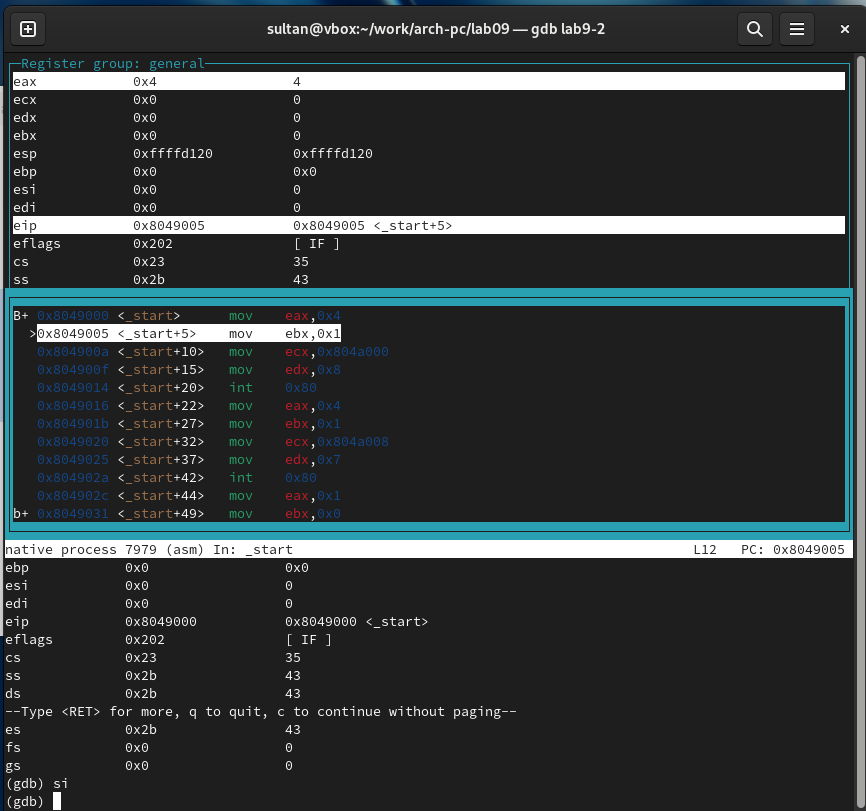 sultan@vbox:~/work/arch-pc/lab09 — gdb lab9-2
Register group: general
eax 0x4 4
ecx 0x0 0
edx 0x0 0
ebx 0x0 0
esp 0xffffd120 0xffffd120
ebp 0x0 0x0
esi 0x0 0
edi 0x0 0
eip 0x8049005 0x8049005 <_start+5>
eflags 0x202 [ IF ]
cs 0x23 35
ss 0x2b 43
B+ 0x8049000 <_start> mov eax,0x4
>0x8049005 <_start+5> mov ebx,0x1
0x804900a <_start+10> mov ecx,0x804a000
0x804900f <_start+15> mov edx,0x8
0x8049014 <_start+20> int 0x80
0x8049016 <_start+22> mov eax,0x4
0x804901b <_start+27> mov ebx,0x1
0x8049020 <_start+32> mov ecx,0x804a008
0x8049025 <_start+37> mov edx,0x7
0x804902a <_start+42> int 0x80
0x804902c <_start+44> mov eax,0x1
b+ 0x8049031 <_start+49> mov ebx,0x0
native process 7979 (asm) In: _start L12 PC: 0x8049005
ebp 0x0 0x0
esi 0x0 0
edi 0x0 0
eip 0x8049000 0x8049000 <_start>
eflags 0x202 [ IF ]
cs 0x23 35
ss 0x2b 43
ds 0x2b 43
--Type <RET> for more, q to quit, c to continue without paging--
es 0x2b 43
fs 0x0 0
gs 0x0 0
(gdb) si
(gdb)